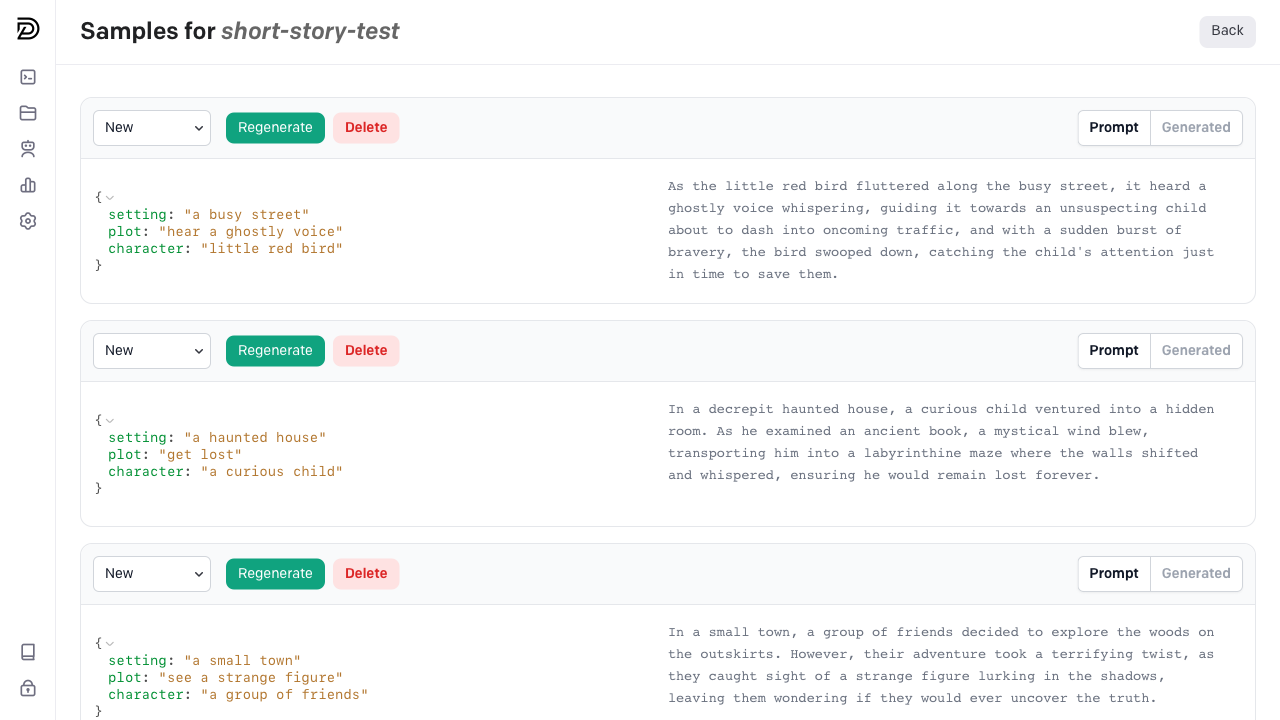 Samples for short-story-test
Back
New
Regenerate
Delete
Prompt
Generated
{
setting: "a busy street"
plot: "hear a ghostly voice"
character: "little red bird"
}
As the little red bird fluttered along the busy street, it heard a
ghostly voice whispering, guiding it towards an unsuspecting child
about to dash into oncoming traffic, and with a sudden burst of
bravery, the bird swooped down, catching the child's attention just
in time to save them.
New
Regenerate
Delete
Prompt
Generated
{
setting: "a haunted house"
plot: "get lost"
character: "a curious child"
}
In a decrepit haunted house, a curious child ventured into a hidden
room. As he examined an ancient book, a mystical wind blew,
transporting him into a labyrinthine maze where the walls shifted
and whispered, ensuring he would remain lost forever.
New
Regenerate
Delete
Prompt
Generated
{
setting: "a small town"
plot: "see a strange figure"
character: "a group of friends"
}
In a small town, a group of friends decided to explore the woods on
the outskirts. However, their adventure took a terrifying twist, as
they caught sight of a strange figure lurking in the shadows,
leaving them wondering if they would ever uncover the truth.